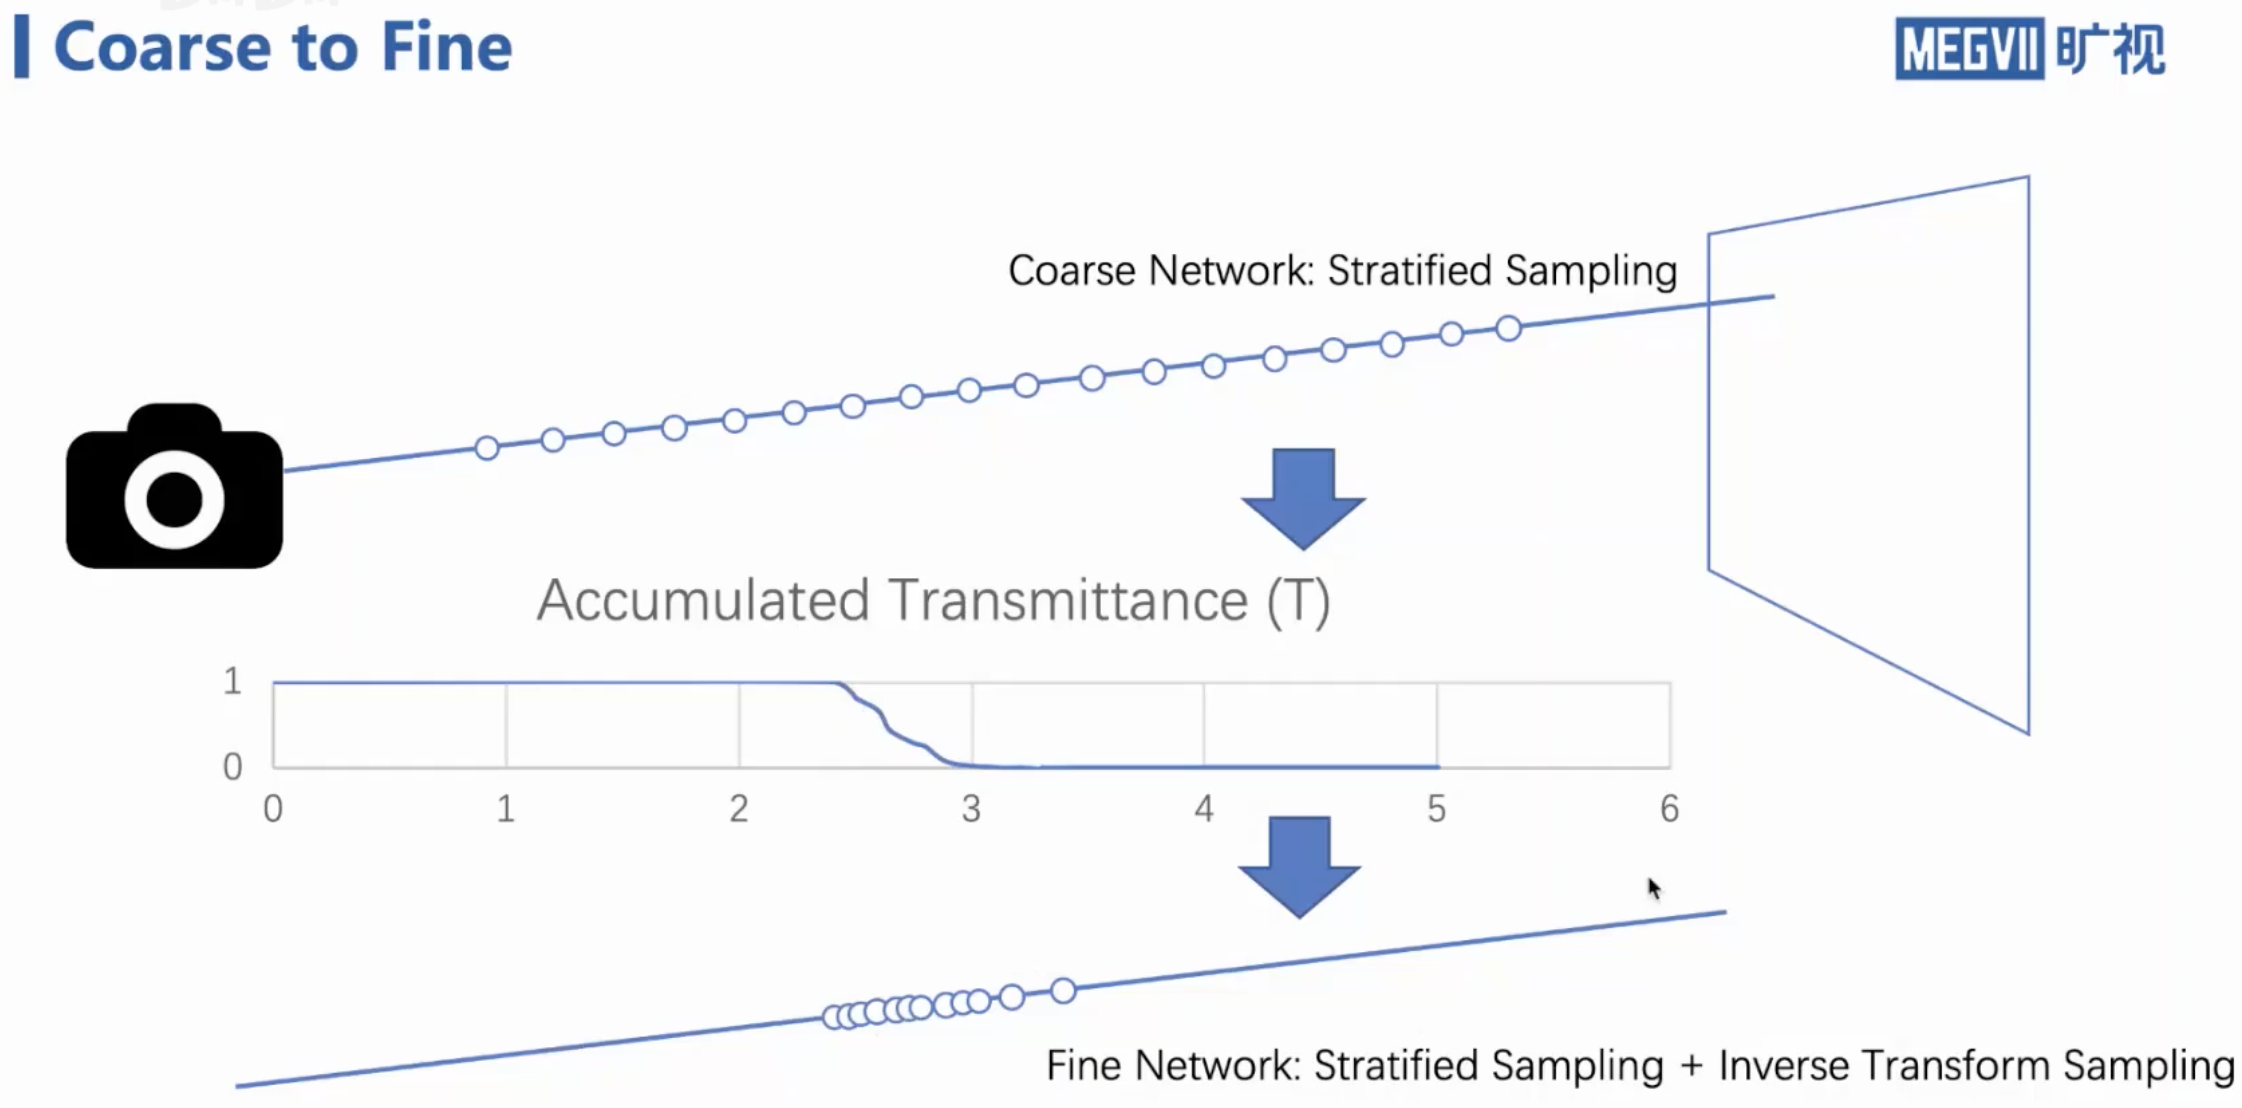 Coarse to Fine
MEGVII 旷视
Coarse Network: Stratified Sampling
Accumulated Transmittance (T)
1
0
0 1 2 3 4 5 6
Fine Network: Stratified Sampling + Inverse Transform Sampling